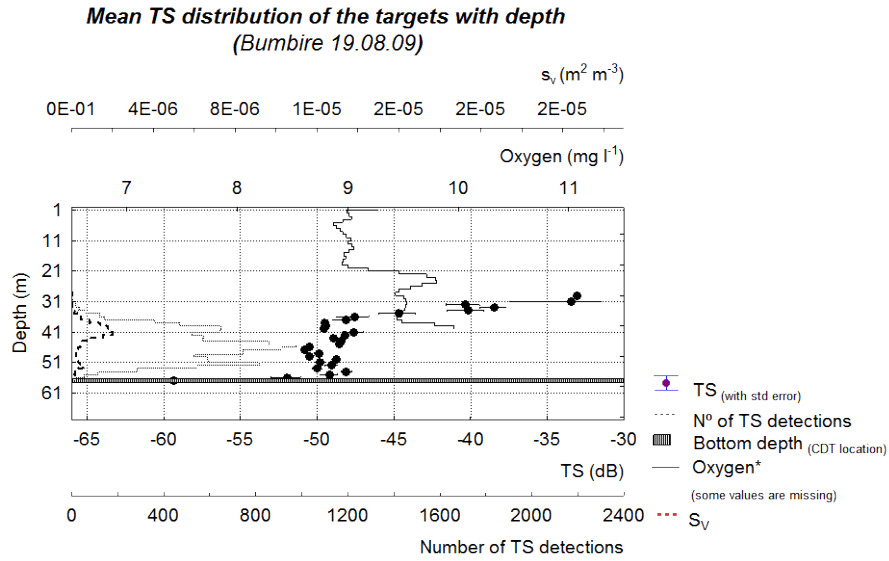 Mean TS distribution of the targets with depth
(Bumbire 19.08.09)
sv (m2 m-3)
0E-01 4E-06 8E-06 1E-05 2E-05 2E-05 2E-05
Oxygen (mg l-1)
7 8 9 10 11
1
11
21
31
41
51
61
Depth (m)
-65 -60 -55 -50 -45 -40 -35 -30
TS (dB)
0 400 800 1200 1600 2000 2400
Number of TS detections
TS (with std error)
Nº of TS detections
Bottom depth (CDT location)
Oxygen*
(some values are missing)
SV